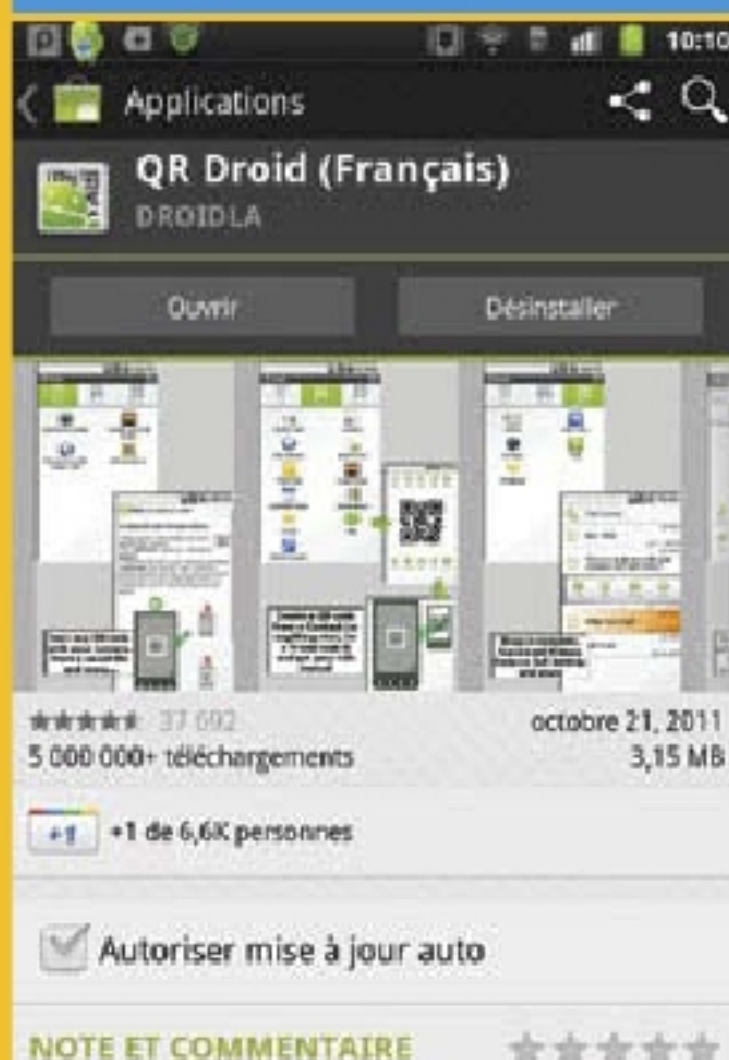 10:10
Applications
QR Droid (Français)
DROIDLA
Ouvrir
Désinstaller
37 692
octobre 21, 2011
5 000 000+ téléchargements
3,15 MB
+1
+1 de 6,6K personnes
Autoriser mise à jour auto
NOTE ET COMMENTAIRE